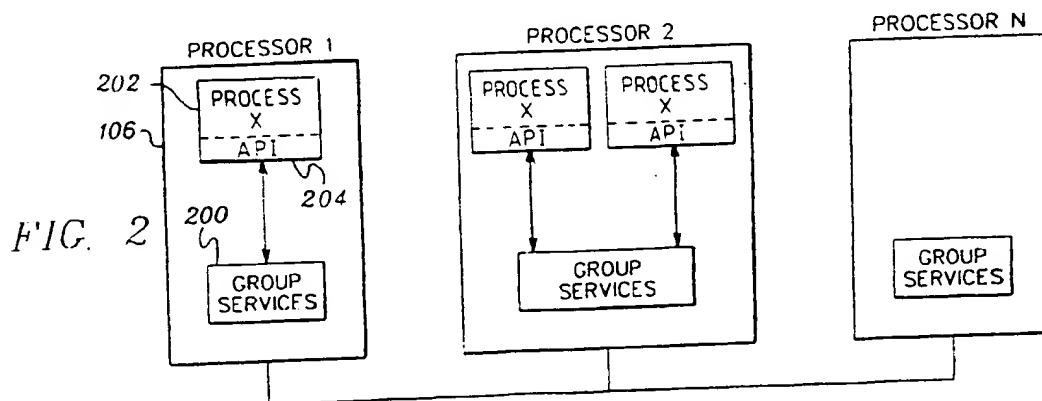 PROCESSOR 1
PROCESSOR 2
PROCESSOR N
202
PROCESS
X
API
PROCESS
X
API
PROCESS
X
API
106
204
FIG. 2
200
GROUP
SERVICES
GROUP
SERVICES
GROUP
SERVICES